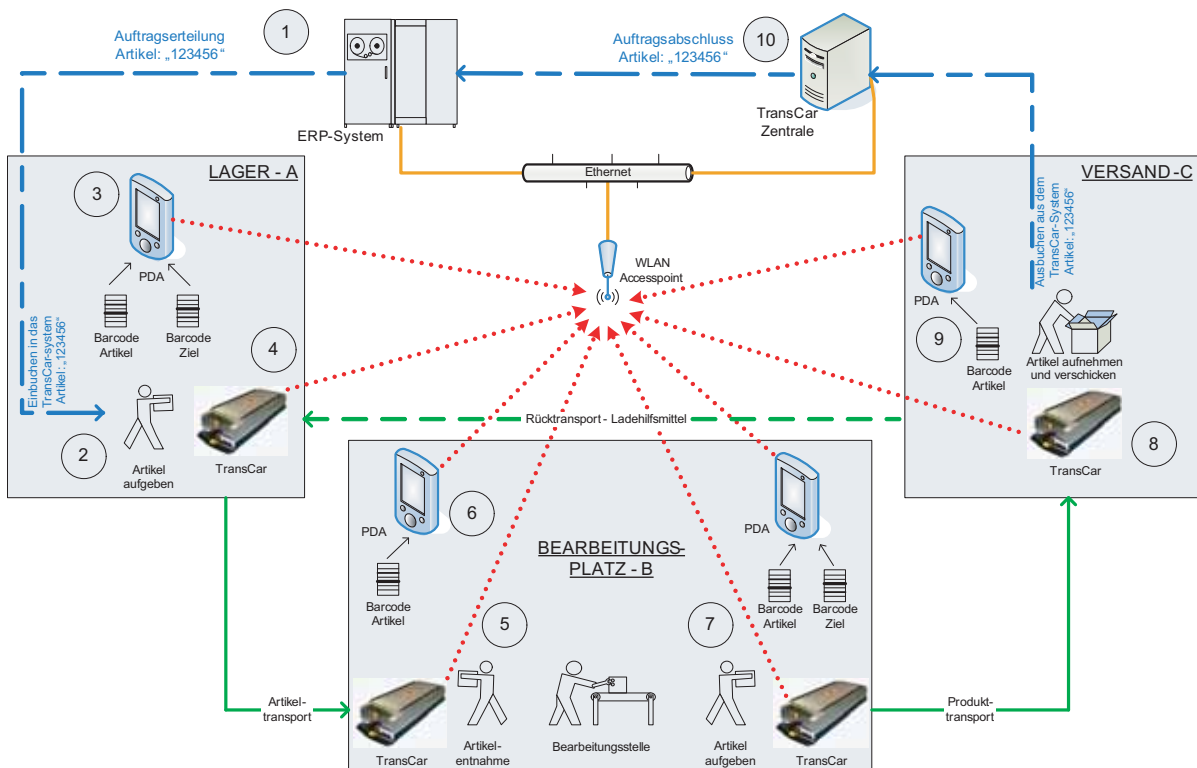 Auftragserteilung
Artikel: „123456“
1
ERP-System
Auftragsabschluss
Artikel: „123456“
10
TransCar
Zentrale
Ethernet
WLAN
Accesspoint
LAGER - A
3
PDA
Barcode
Artikel
Barcode
Ziel
4
Einbuchen in das
TransCar-system
Artikel: „123456“
2
Artikel
aufgeben
TransCar
VERSAND -C
Ausbuchen aus dem
TransCar-System
Artikel: „123456“
PDA
9
Barcode
Artikel
Artikel aufnehmen
und verschicken
8
TransCar
Rücktransport - Ladehilfsmittel
6
PDA
Barcode
Artikel
BEARBEITUNGS-
PLATZ - B
PDA
Barcode
Artikel
Barcode
Ziel
5
7
Artikel-
transport
TransCar
Artikel-
entnahme
Bearbeitungsstelle
Artikel
aufgeben
TransCar
Produkt-
transport